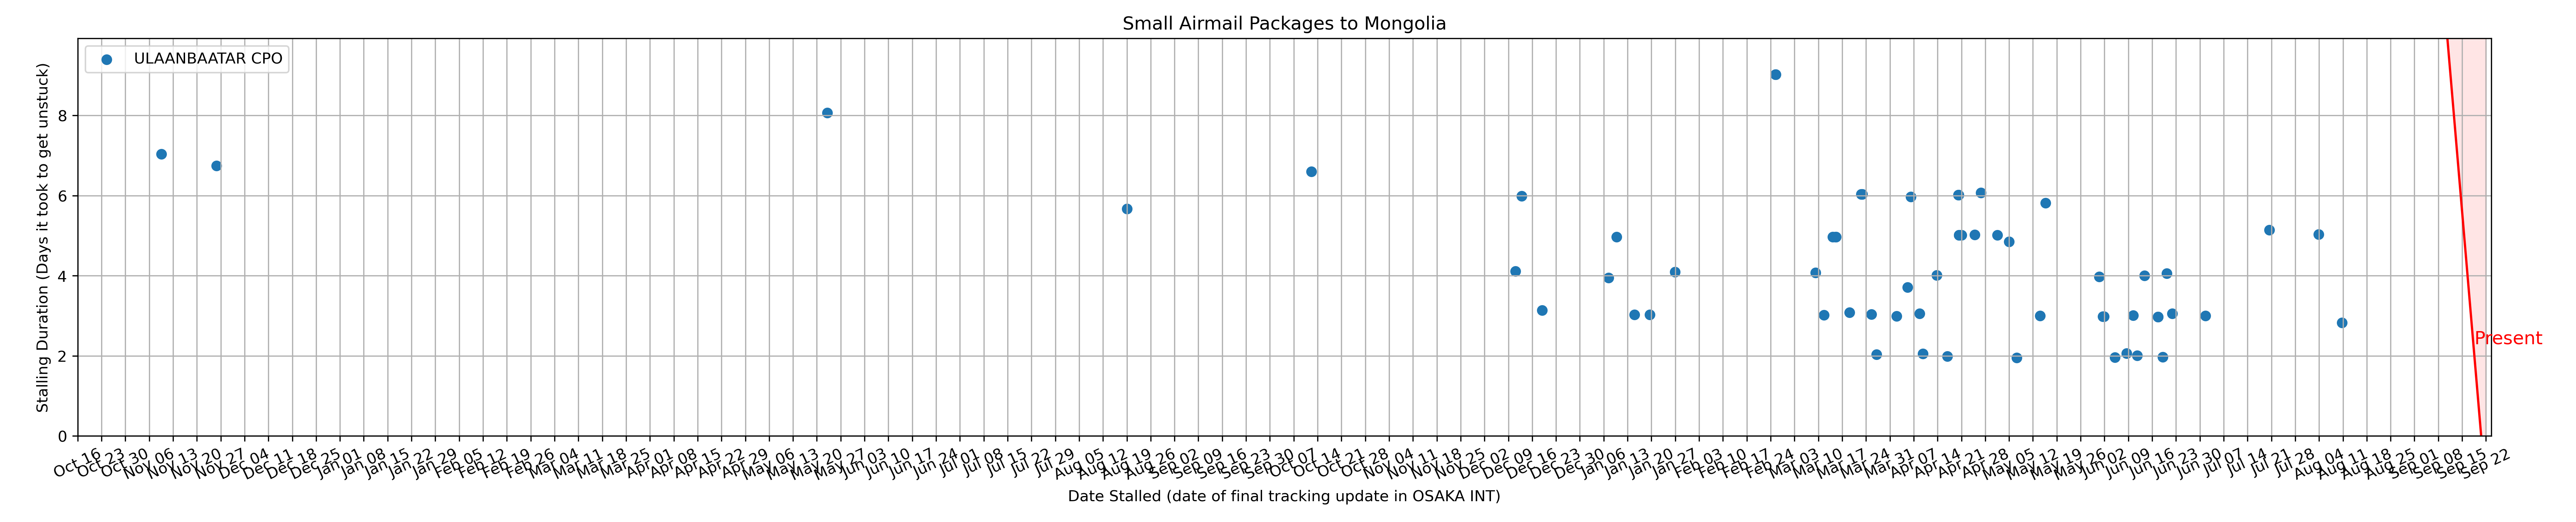 Small Airmail Packages to Mongolia
ULAANBAATAR CPO
Stalling Duration (Days it took to get unstuck)
8
6
4
2
0
Present
Oct 16 Oct 23 Oct 30 Nov 06 Nov 13 Nov 20 Nov 27 Dec 04 Dec 11 Dec 18 Dec 25 Jan 01 Jan 08 Jan 15 Jan 22 Jan 29 Feb 05 Feb 12 Feb 19 Feb 26 Mar 04 Mar 11 Mar 18 Mar 25 Apr 01 Apr 08 Apr 15 Apr 22 Apr 29 May 06 May 13 May 20 May 27 Jun 03 Jun 10 Jun 17 Jun 24 Jul 01 Jul 08 Jul 15 Jul 22 Jul 29 Aug 05 Aug 12 Aug 19 Aug 26 Sep 02 Sep 09 Sep 16 Sep 23 Sep 30 Oct 07 Oct 14 Oct 21 Oct 28 Nov 04 Nov 11 Nov 18 Nov 25 Dec 02 Dec 09 Dec 16 Dec 23 Dec 30 Jan 06 Jan 13 Jan 20 Jan 27 Feb 03 Feb 10 Feb 17 Feb 24 Mar 03 Mar 10 Mar 17 Mar 24 Mar 31 Apr 07 Apr 14 Apr 21 Apr 28 May 05 May 12 May 19 May 26 Jun 02 Jun 09 Jun 16 Jun 23 Jun 30 Jul 07 Jul 14 Jul 21 Jul 28 Aug 04 Aug 11 Aug 18 Aug 25 Sep 01 Sep 08 Sep 15 Sep 22
Date Stalled (date of final tracking update in OSAKA INT)